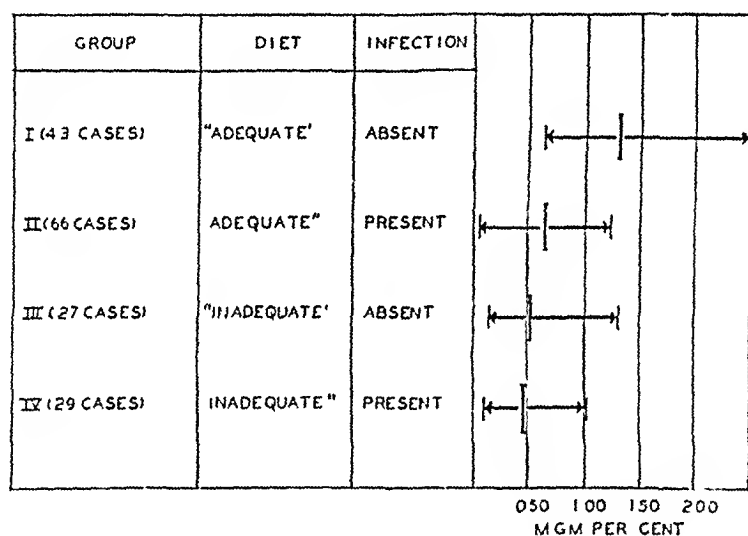 GROUP DIET INFECTION
I (43 CASES) "ADEQUATE' ABSENT
II (66 CASES) ADEQUATE" PRESENT
III (27 CASES) "INADEQUATE' ABSENT
IV (29 CASES) INADEQUATE" PRESENT
050 100 150 200
MGM PER CENT